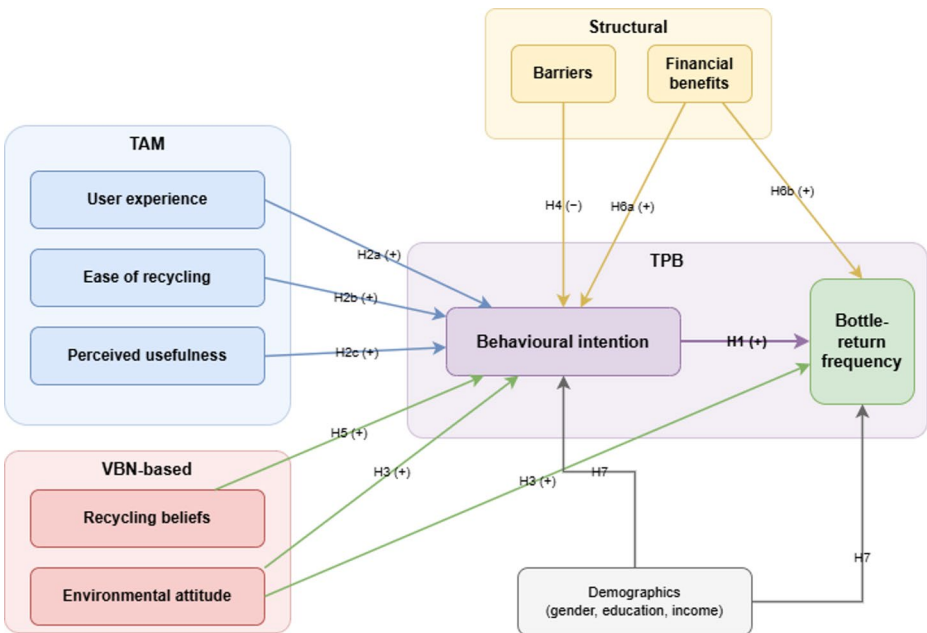 Structural
Barriers
Financial
benefits
TAM
User experience
Ease of recycling
Perceived usefulness
H2a (+)
H2b (+)
H2c (+)
H4 (−)
H6a (+)
H6b (+)
TPB
Behavioural intention
H1 (+)
Bottle-
return
frequency
VBN-based
Recycling beliefs
Environmental attitude
H5 (+)
H3 (+)
H3 (+)
H7
H7
Demographics
(gender, education, income)